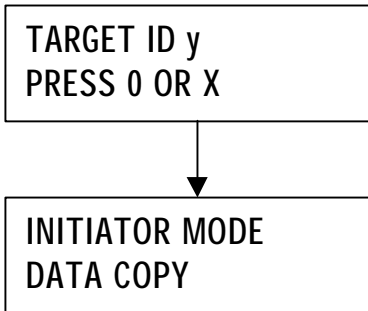 TARGET ID y
PRESS 0 OR X
INITIATOR MODE
DATA COPY